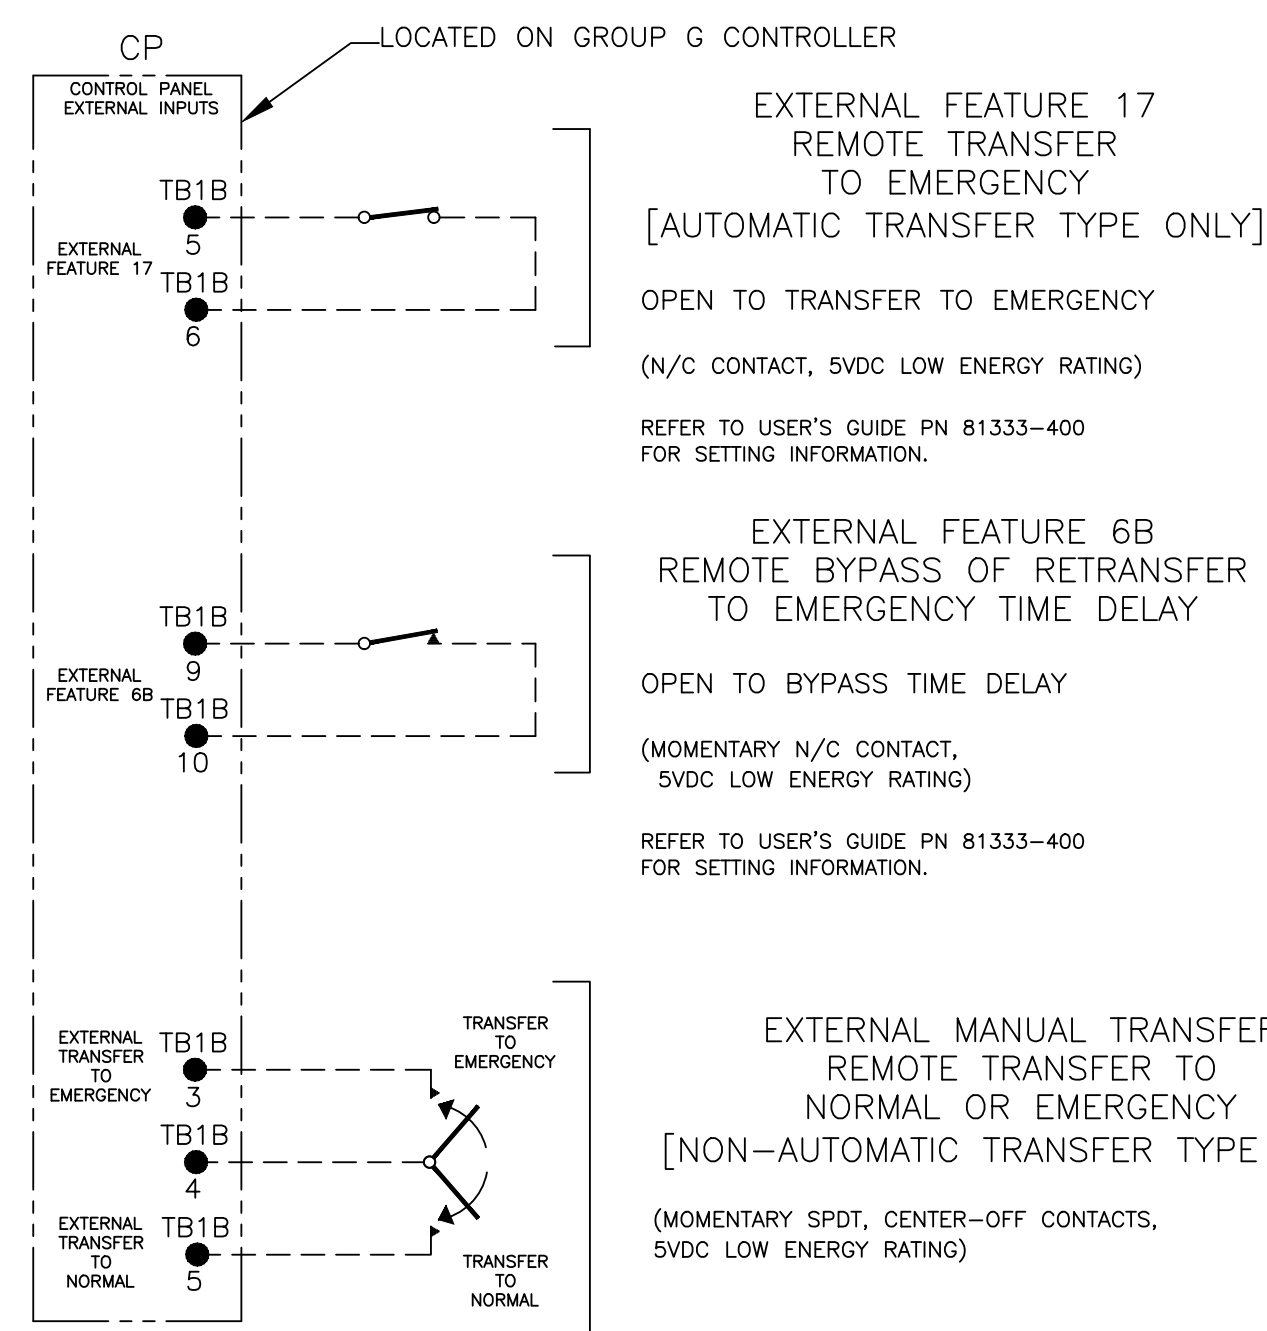 LOCATED ON GROUP G CONTROLLER
CP
CONTROL PANEL
EXTERNAL INPUTS
TB1B
5
EXTERNAL
FEATURE 17
TB1B
6
EXTERNAL FEATURE 17
REMOTE TRANSFER
TO EMERGENCY
[AUTOMATIC TRANSFER TYPE ONLY]
OPEN TO TRANSFER TO EMERGENCY
(N/C CONTACT, 5VDC LOW ENERGY RATING)
REFER TO USER'S GUIDE PN 81333-400
FOR SETTING INFORMATION.
TB1B
9
EXTERNAL
FEATURE 6B
TB1B
10
EXTERNAL FEATURE 6B
REMOTE BYPASS OF RETRANSFER
TO EMERGENCY TIME DELAY
OPEN TO BYPASS TIME DELAY
(MOMENTARY N/C CONTACT,
5VDC LOW ENERGY RATING)
REFER TO USER'S GUIDE PN 81333-400
FOR SETTING INFORMATION.
EXTERNAL
TRANSFER
TO
EMERGENCY
TB1B
3
TB1B
4
EXTERNAL
TRANSFER
TO
NORMAL
TB1B
5
TRANSFER
TO
EMERGENCY
TRANSFER
TO
NORMAL
EXTERNAL MANUAL TRANSFER
REMOTE TRANSFER TO
NORMAL OR EMERGENCY
[NON-AUTOMATIC TRANSFER TYPE
(MOMENTARY SPDT, CENTER-OFF CONTACTS,
5VDC LOW ENERGY RATING)